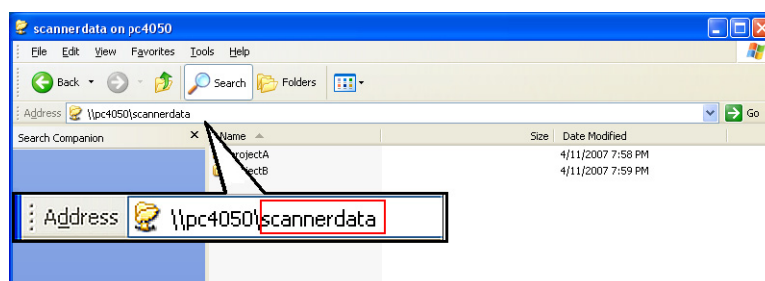 scannerdata on pc4050
File Edit View Favorites Tools Help
Back Search Folders
Address \\pc4050\scannerdata Go
Search Companion Name Size Date Modified
4/11/2007 7:58 PM
4/11/2007 7:59 PM
Address \\pc4050\scannerdata